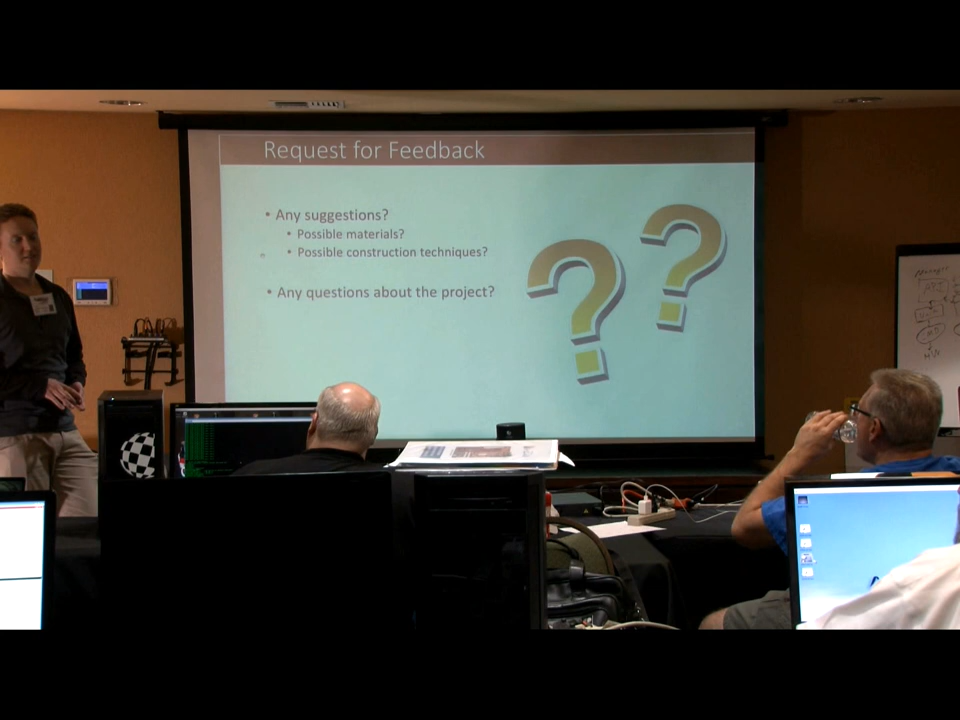 Request for Feedback
• Any suggestions?
• Possible materials?
• Possible construction techniques?
• Any questions about the project?
? ?